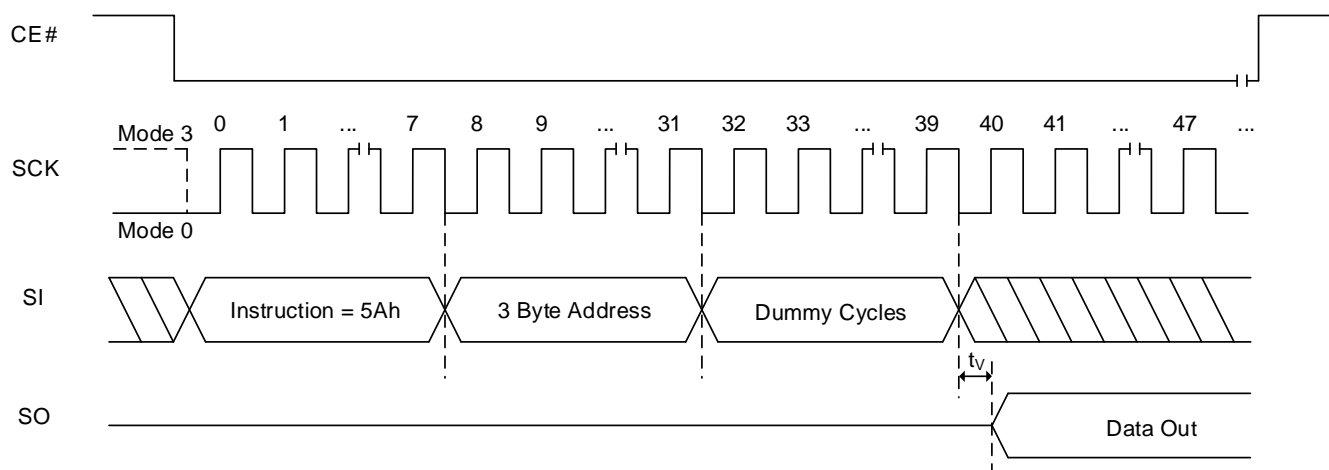 CE#
Mode 3 0 1 ... 7 8 9 ... 31 32 33 ... 39 40 41 ... 47 ...
SCK
Mode 0
SI Instruction = 5Ah 3 Byte Address Dummy Cycles
tV
SO Data Out